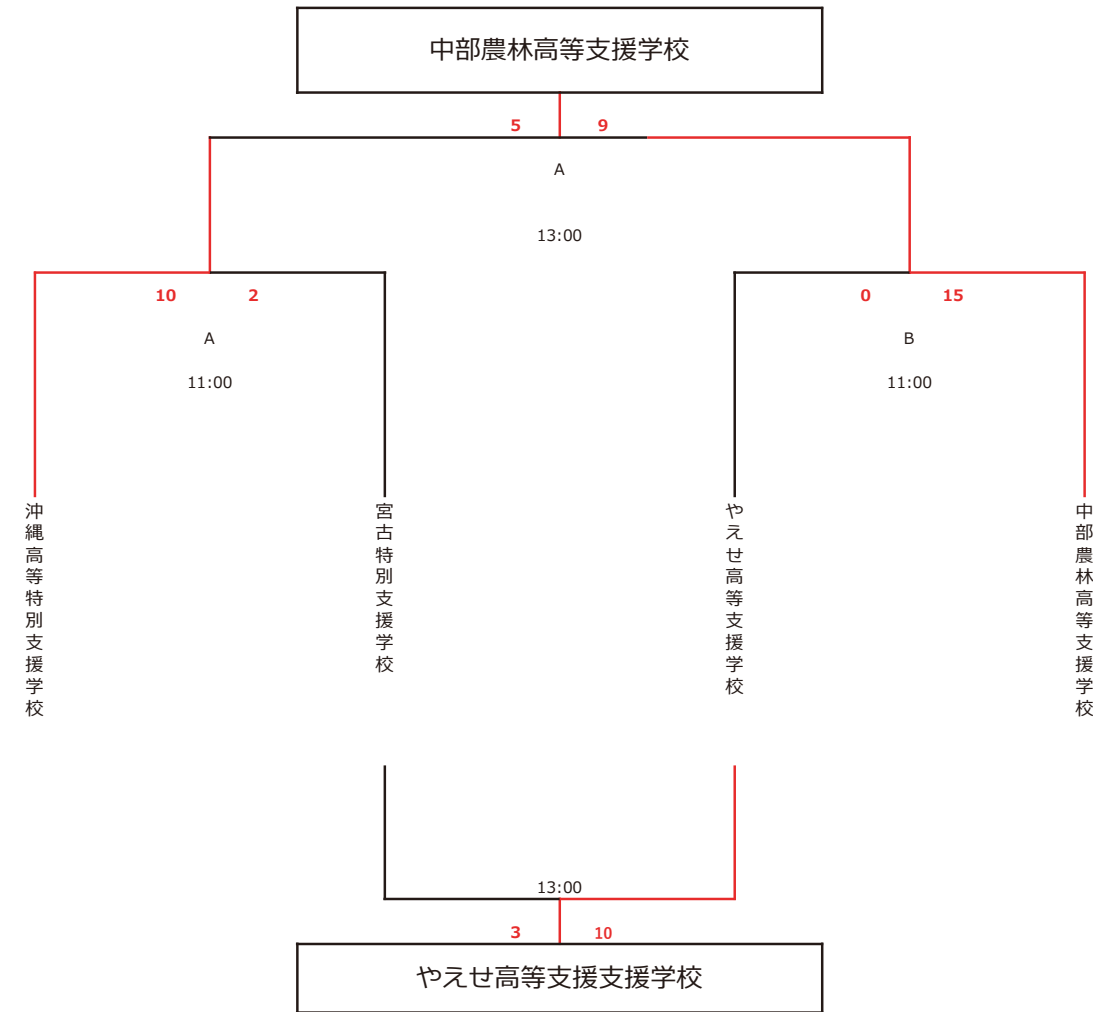 中部農林高等支援学校
5 9
A
13:00
10 2
0 15
A
B
11:00
11:00
沖縄高等特別支援学校
宮古特別支援学校
やえせ高等支援学校
中部農林高等支援学校
13:00
3 10
やえせ高等支援支援学校